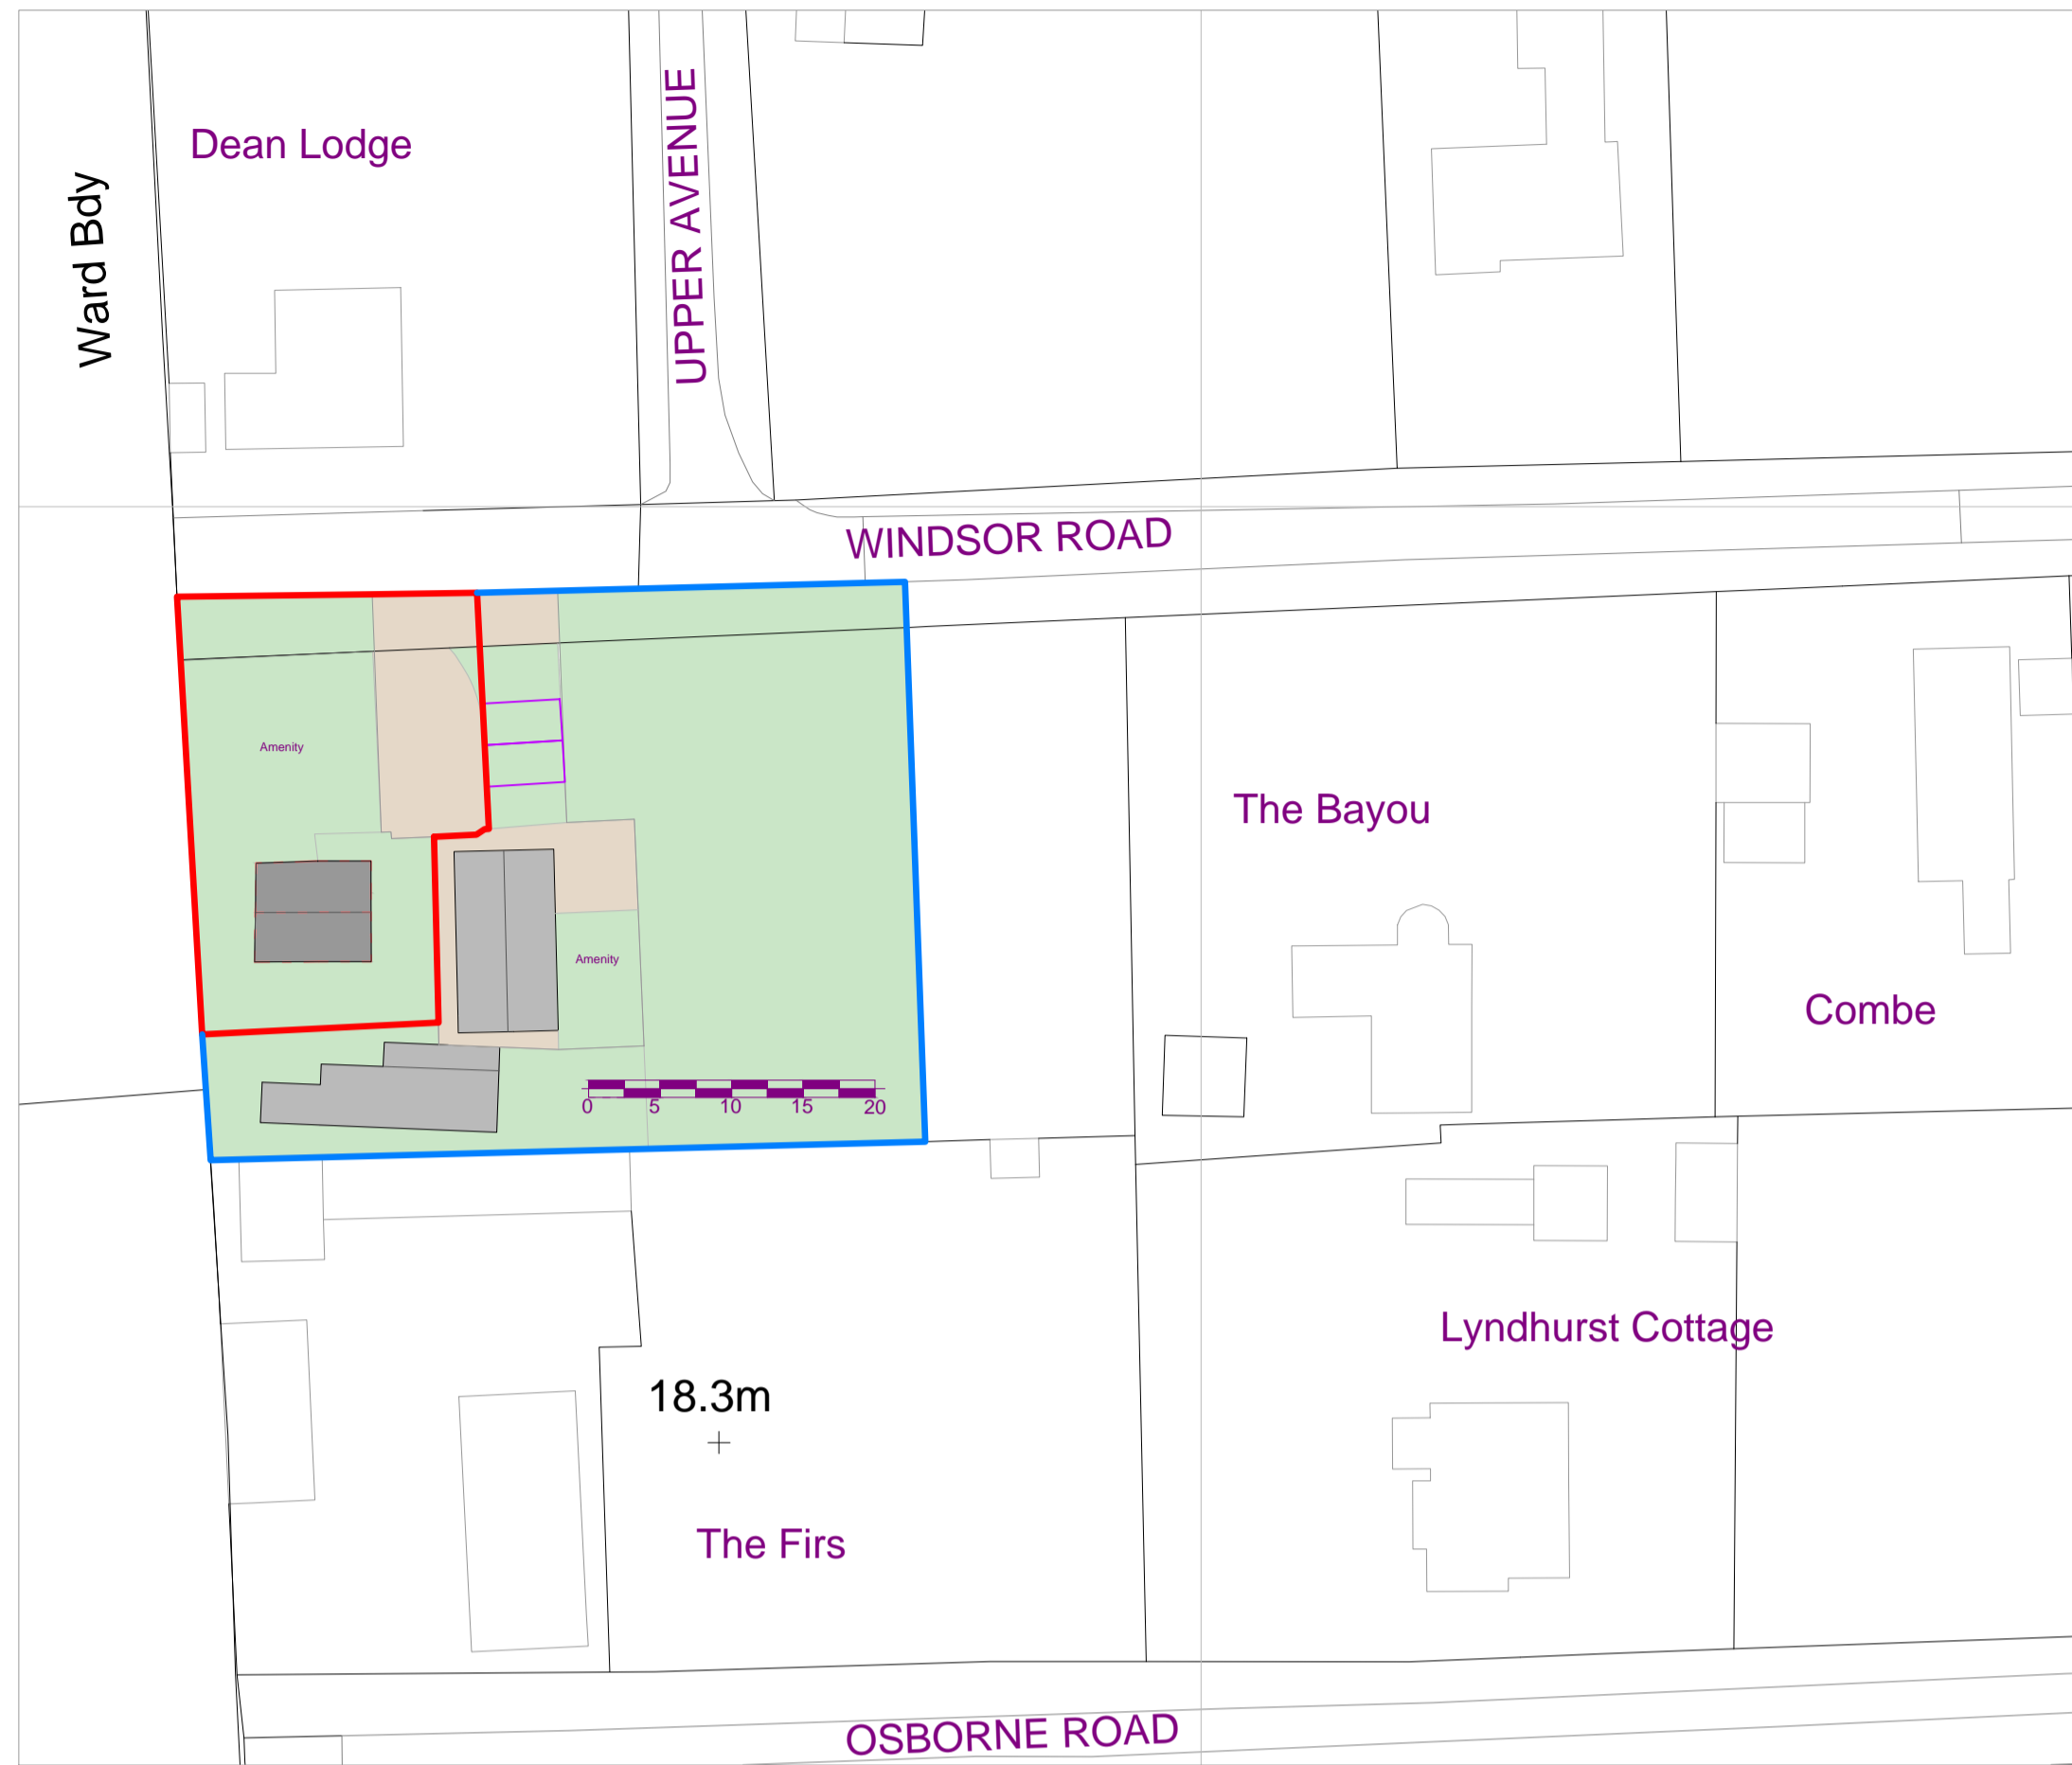 Dean Lodge
Ward Bdy
UPPER AVENUE
WINDSOR ROAD
Amenity
The Bayou
Amenity
Combe
0 5 10 15 20
Lyndhurst Cottage
18.3m
The Firs
OSBORNE ROAD